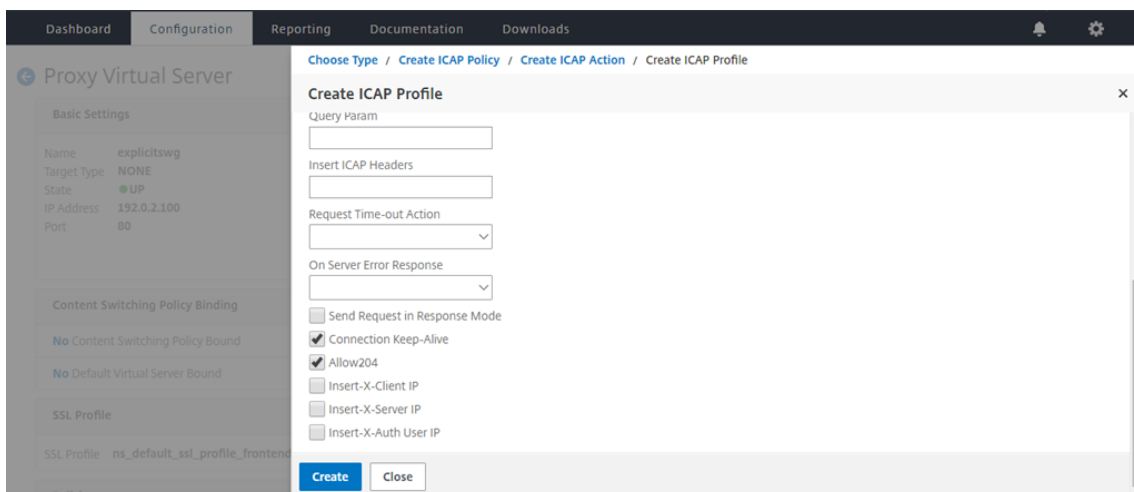 Dashboard Configuration Reporting Documentation Downloads
Proxy Virtual Server
Basic Settings
Name explicitswg
Target Type NONE
State UP
IP Address 192.0.2.100
Port 80
Content Switching Policy Binding
No Content Switching Policy Bound
No Default Virtual Server Bound
SSL Profile
SSL Profile ns_default_ssl_profile_frontend
Choose Type / Create ICAP Policy / Create ICAP Action / Create ICAP Profile
Create ICAP Profile
Query Param
Insert ICAP Headers
Request Time-out Action
On Server Error Response
Send Request in Response Mode
Connection Keep-Alive
Allow204
Insert-X-Client IP
Insert-X-Server IP
Insert-X-Auth User IP
Create Close